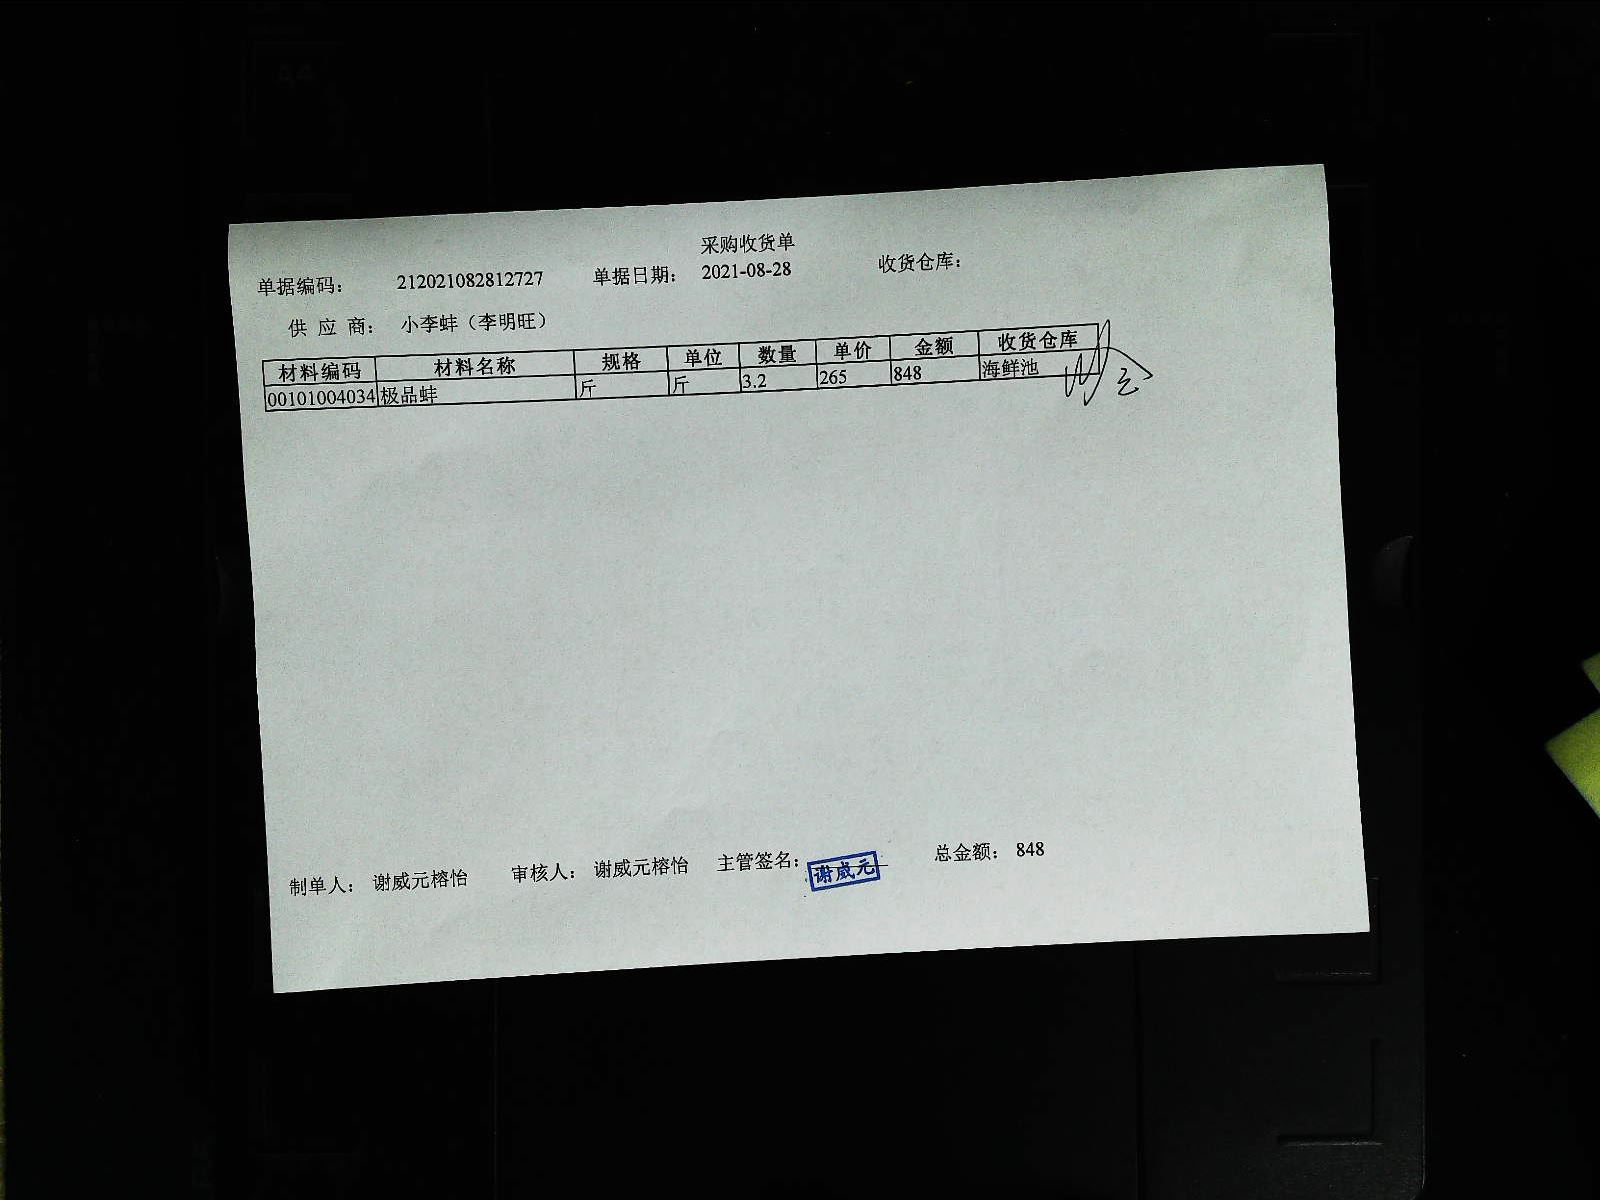 采购收货单
单据编码： 212021082812727 单据日期： 2021-08-28 收货仓库：
供 应 商： 小李蚌（李明旺）
材料编码 材料名称 规格 单位 数量 单价 金额 收货仓库
00101004034 极品蚌 斤 斤 3.2 265 848 海鲜池
制单人： 谢威元榕怡 审核人： 谢威元榕怡 主管签名： 谢威元 总金额： 848